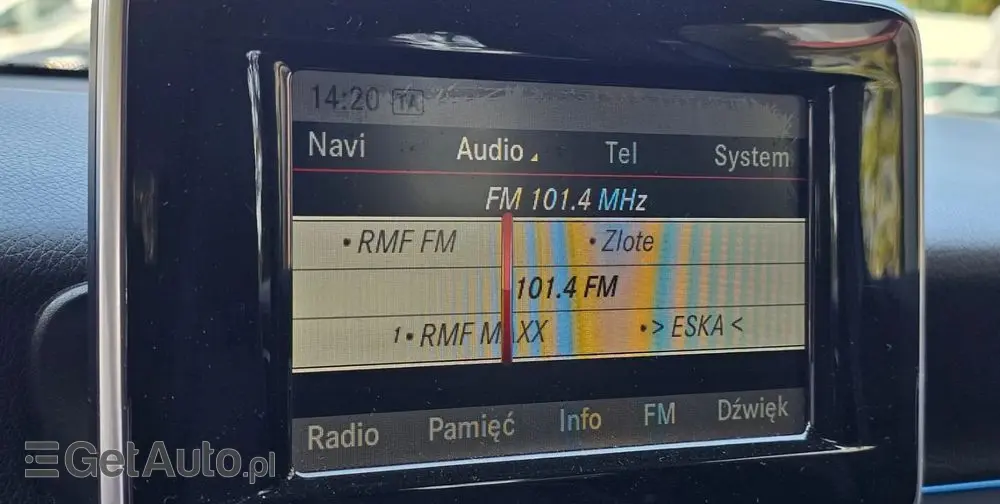 14:20 TA
Navi Audio Tel System
FM 101.4 MHz
• RMF FM • Zlote
101.4 FM
1• RMF MAXX •> ESKA <
Radio Pamięć Info FM Dźwięk
GetAuto.pl